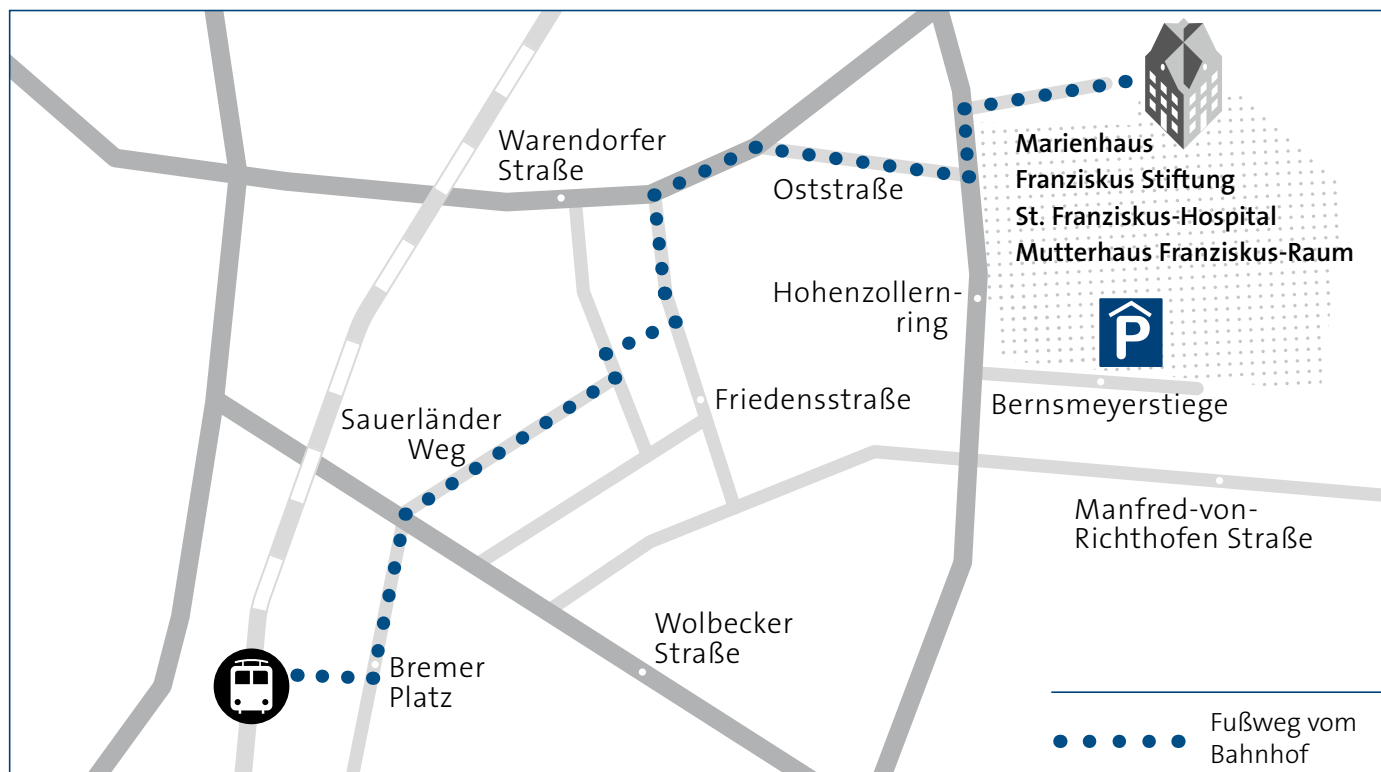 Warendorfer
Straße
Oststraße
Marienhaus
Franziskus Stiftung
St. Franziskus-Hospital
Mutterhaus Franziskus-Raum
Hohenzollern-
ring
P
Friedensstraße
Bernsmeyerstiege
Sauerländer
Weg
Manfred-von-
Richthofen Straße
Wolbecker
Straße
Bremer
Platz
Fußweg vom
Bahnhof